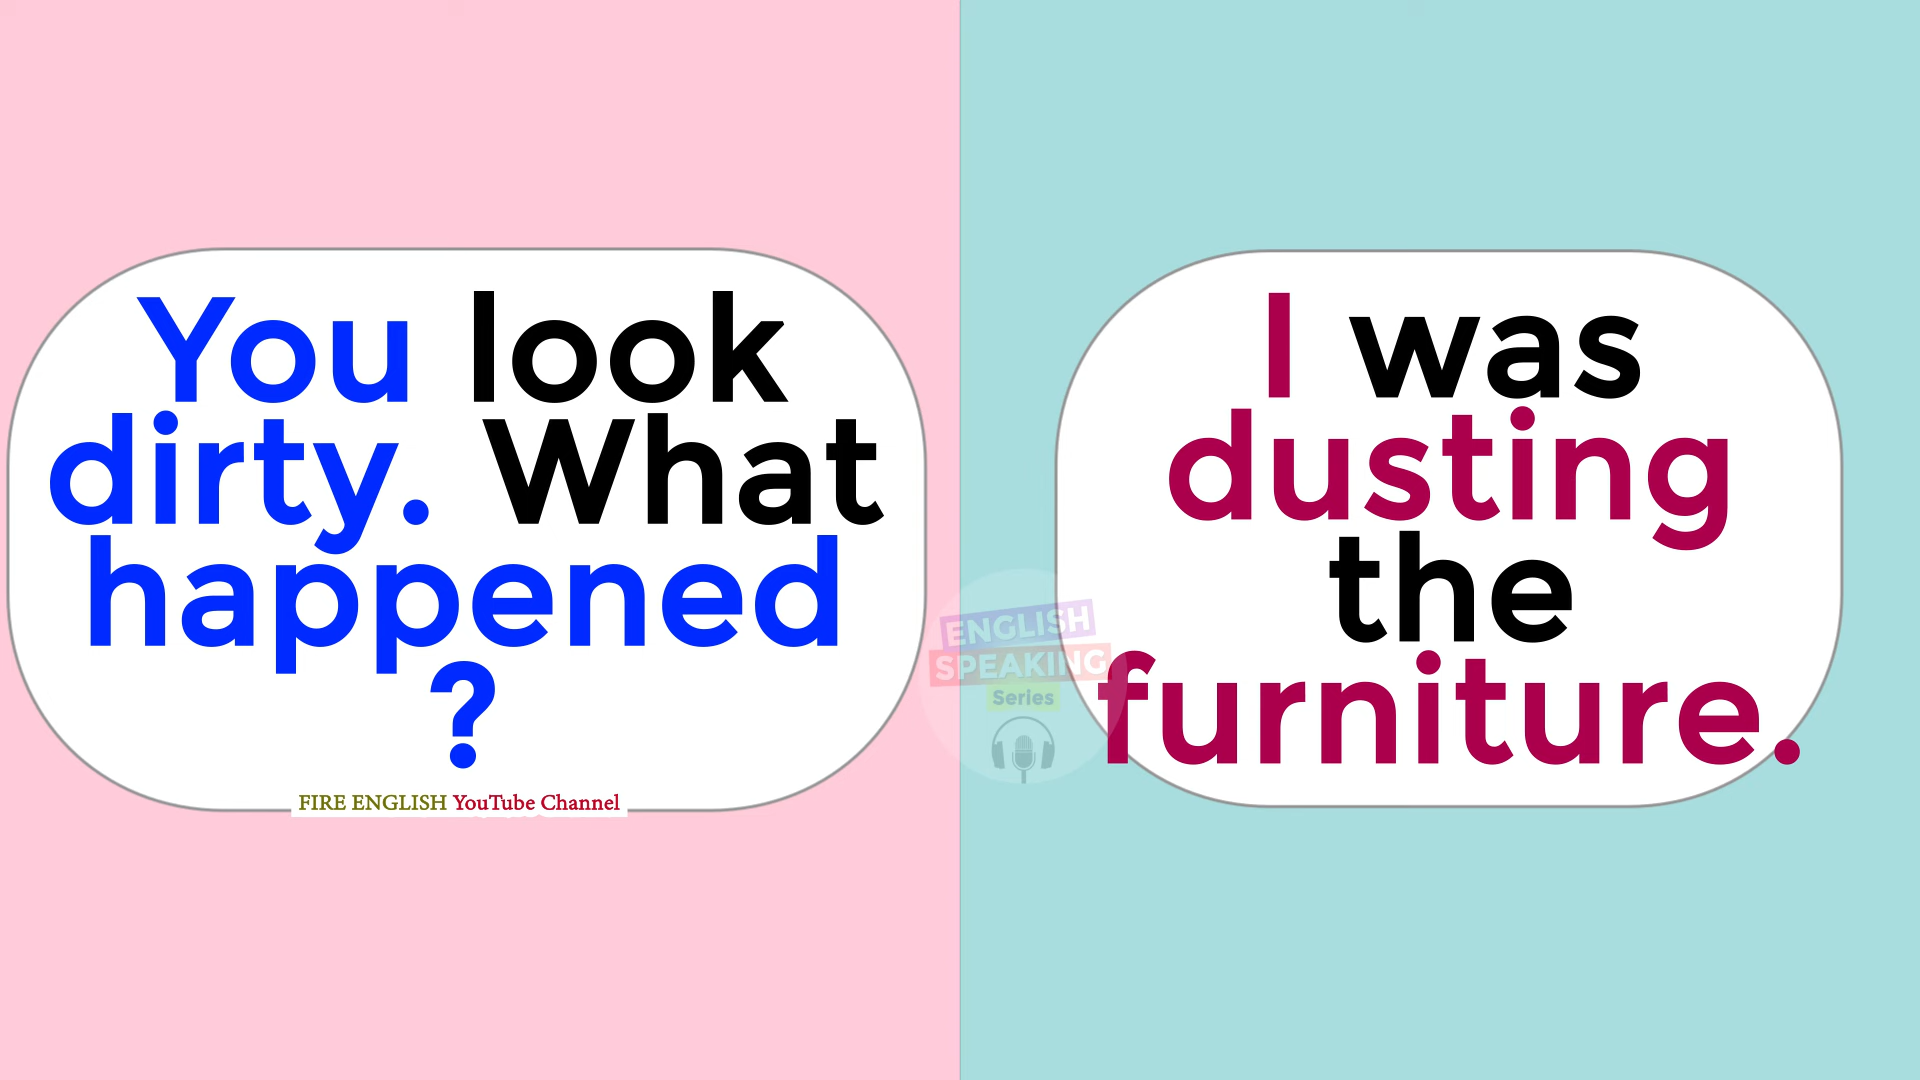 You look
dirty. What
happened
?
FIRE ENGLISH YouTube Channel
I was
dusting
the
furniture.
ENGLISH
SPEAKING
Series